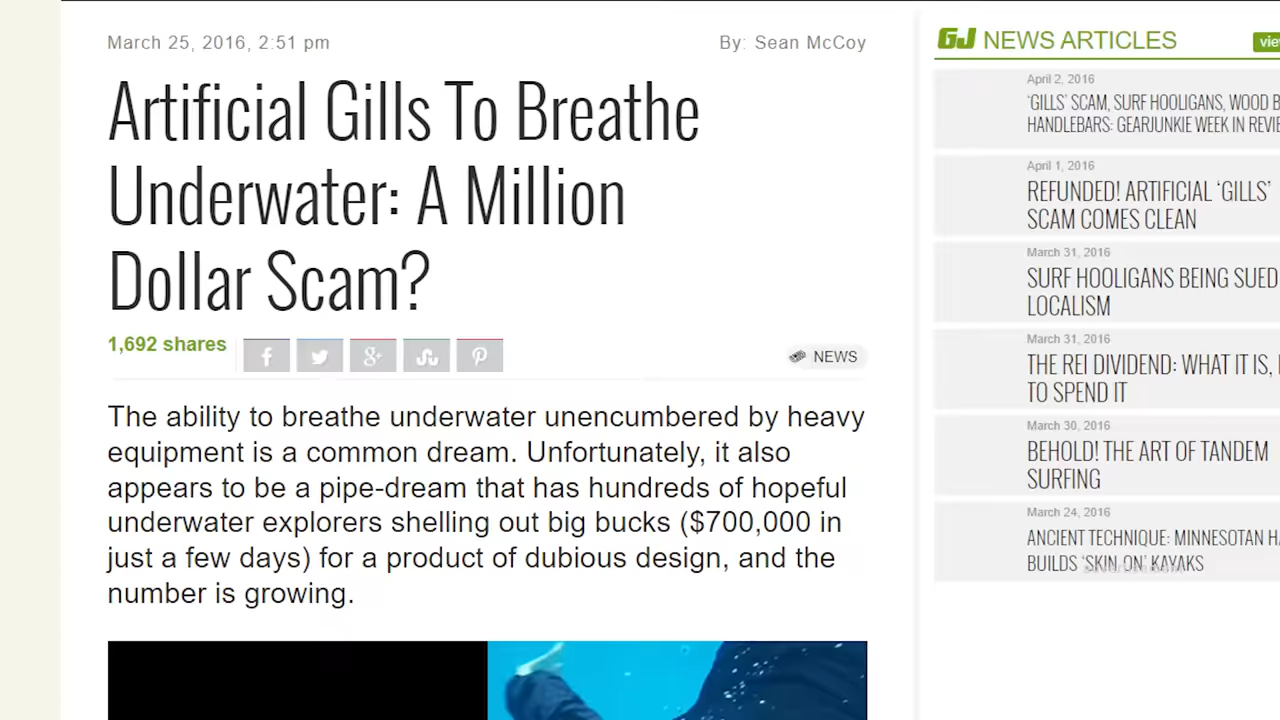 March 25, 2016, 2:51 pm
By: Sean McCoy
Artificial Gills To Breathe
Underwater: A Million
Dollar Scam?
1,692 shares
NEWS
The ability to breathe underwater unencumbered by heavy
equipment is a common dream. Unfortunately, it also
appears to be a pipe-dream that has hundreds of hopeful
underwater explorers shelling out big bucks ($700,000 in
just a few days) for a product of dubious design, and the
number is growing.
GJ NEWS ARTICLES
April 2, 2016
'GILLS' SCAM, SURF HOOLIGANS, WOOD
HANDLEBARS: GEARJUNKIE WEEK IN
April 1, 2016
REFUNDED! ARTIFICIAL 'GILLS'
SCAM COMES CLEAN
March 31, 2016
SURF HOOLIGANS BEING SUED
LOCALISM
March 31, 2016
THE REI DIVIDEND: WHAT IT IS,
TO SPEND IT
March 30, 2016
BEHOLD! THE ART OF TANDEM
SURFING
March 24, 2016
ANCIENT TECHNIQUE: MINNESOTAN
BUILDS 'SKIN ON' KAYAKS